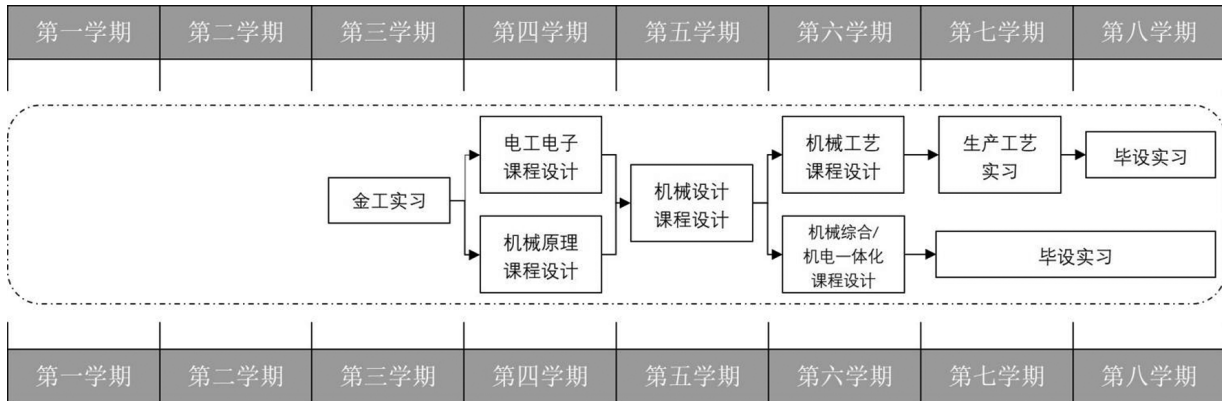 第一学期 第二学期 第三学期 第四学期 第五学期 第六学期 第七学期 第八学期
金工实习
电工电子
课程设计
机械原理
课程设计
机械设计
课程设计
机械工艺
课程设计
生产工艺
实习
毕设实习
机械综合/
机电一体化
课程设计
毕设实习
第一学期 第二学期 第三学期 第四学期 第五学期 第六学期 第七学期 第八学期